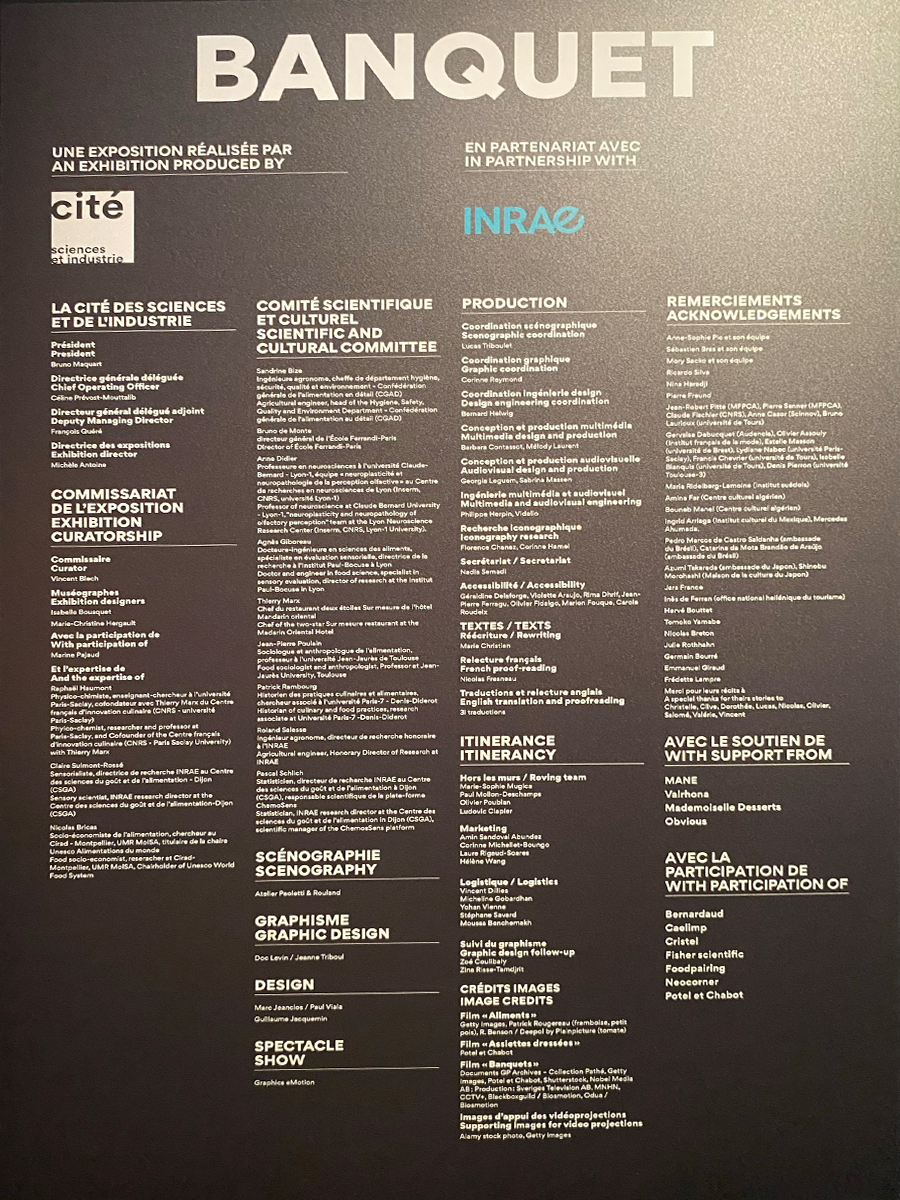 BANQUET
UNE EXPOSITION RÉALISÉE PAR
AN EXHIBITION PRODUCED BY
cité
sciences
et industrie
EN PARTENARIAT AVEC
IN PARTNERSHIP WITH
INRAE
LA CITÉ DES SCIENCES
ET DE L'INDUSTRIE
Président
President
Bruno Maquart
Directrice générale déléguée
Chief Operating Officer
Céline Prévost-Mouttalib
Directeur général délégué adjoint
Deputy Managing Director
François Quéré
Directrice des expositions
Exhibition director
Michèle Antoine
COMMISSARIAT
DE L'EXPOSITION
EXHIBITION
CURATORSHIP
Commissaire
Curator
Vincent Blech
Muséographes
Exhibition designers
Isabelle Bousquet
Marie-Christine Hergault
Avec la participation de
With participation of
Marine Pajaud
Et l'expertise de
And the expertise of
Raphaël Haumont
Physico-chimiste, enseignant-chercheur à l'université
Paris-Saclay, cofondateur avec Thierry Marx du Centre
français d'innovation culinaire (CNRS - université
Paris-Saclay)
Phyico-chemist, researcher and professor at
Paris-Saclay, and Cofounder of the Centre français
d'innovation culinaire (CNRS - Paris Saclay University)
with Thierry Marx
Claire Sulmont-Rossé
Sensorialiste, directrice de recherche INRAE au Centre
des sciences du goût et de l'alimentation - Dijon
(CSGA)
Sensory scientist, INRAE research director at the
Centre des sciences du goût et de l'alimentation-Dijon
(CSGA)
Nicolas Bricas
Socio-économiste de l'alimentation, chercheur au
Cirad - Montpellier, UMR MoISA, titulaire de la chaire
Unesco Alimentations du monde
Food socio-economist, reseracher et Cirad-
Montpellier, UMR MoISA, Chairholder of Unesco World
Food System
COMITÉ SCIENTIFIQUE
ET CULTUREL
SCIENTIFIC AND
CULTURAL COMMITTEE
Sandrine Bize
Ingénieure agronome, cheffe de département hygiène,
sécurité, qualité et environnement - Confédération
générale de l'alimentation en détail (CGAD)
Agricultural engineer, head of the Hygiene, Safety,
Quality and Environment Department - Confédération
générale de l'alimentation au détail (CGAD)
Bruno de Monte
directeur général de l'École Ferrandi-Paris
Director of École Ferrandi-Paris
Anne Didier
Professeure en neurosciences à l'université Claude-
Bernard - Lyon-1, équipe « neuroplasticité et
neuropathologie de la perception olfactive » au Centre
de recherches en neurosciences de Lyon (Inserm,
CNRS, université Lyon-1)
Professor of neuroscience at Claude Bernard University
- Lyon-1, "neuroplasticity and neuropathology of
olfactory perception" team at the Lyon Neuroscience
Research Center (Inserm, CNRS, Lyon-1 University).
Agnès Giboreau
Docteure-ingénieure en sciences des aliments,
spécialiste en évaluation sensorielle, directrice de la
recherche à l'institut Paul-Bocuse à Lyon
Doctor and engineer in food science, specialist in
sensory evaluation, director of research at the Institut
Paul-Bocuse in Lyon
Thierry Marx
Chef du restaurant deux étoiles Sur mesure de l'hôtel
Mandarin oriental
Chef of the two-star Sur mesure restaurant at the
Madarin Oriental Hotel
Jean-Pierre Poulain
Sociologue et anthropologue de l'alimentation,
professeur à l'université Jean-Jaurès de Toulouse
Food sociologist and anthropologist, Professor at Jean-
Jaurès University, Toulouse
Patrick Rambourg
Historien des pratiques culinaires et alimentaires,
chercheur associé à l'université Paris-7 - Denis-Diderot
Historian of culinary and food practices, research
associate at Université Paris-7 -Denis-Diderot
Roland Salesse
Ingénieur agronome, directeur de recherche honoraire
à l'INRAE
Agricultural engineer, Honorary Director of Research at
INRAE
Pascal Schlich
Statisticien, directeur de recherche INRAE au Centre
des sciences du goût et de l'alimentation à Dijon
(CSGA), responsable scientifique de la plate-forme
ChemoSens
Statistician, INRAE research director at the Centre des
sciences du goût et de l'alimentation in Dijon (CSGA),
scientific manager of the ChemosSens platform
SCÉNOGRAPHIE
SCENOGRAPHY
Atelier Paoletti & Rouland
GRAPHISME
GRAPHIC DESIGN
Doc Levin / Jeanne Triboul
DESIGN
Marc Jeanclos / Paul Viala
Guillaume Jacquemin
SPECTACLE
SHOW
Graphics eMotion
PRODUCTION
Coordination scénographique
Scenographic coordination
Lucas Triboulet
Coordination graphique
Graphic coordination
Corinne Reymond
Coordination ingénierie design
Design engineering coordination
Bernard Helwig
Conception et production multimédia
Multimedia design and production
Barbara Contassot, Mélody Laurent
Conception et production audiovisuelle
Audiovisual design and production
Georgia Leguem, Sabrina Massen
Ingénierie multimédia et audiovisuel
Multimedia and audiovisual engineering
Philippe Herpin, Videlio
Recherche iconographique
Iconography research
Florence Chanez, Corinne Hamel
Secrétariat / Secretariat
Nadia Semadi
Accessibilité / Accessibility
Géraldine Delaforge, Violette Araujo, Rima Dhrif, Jean-
Pierre Ferragu, Olivier Fidalgo, Marion Fouque, Carole
Roudeix
TEXTES / TEXTS
Réécriture / Rewriting
Marie Christien
Relecture français
French proof-reading
Nicolas Fresneau
Traductions et relecture anglais
English translation and proofreading
3i traductions
ITINERANCE
ITINERANCY
Hors les murs / Roving team
Marie-Sophie Mugica
Paul Mollon-Deschamps
Olivier Poublan
Ludovic Clapier
Marketing
Amin Sandoval Abundez
Corinne Michellet-Boungo
Laure Rigaud-Soares
Hélène Wang
Logistique / Logistics
Vincent Dillies
Micheline Gobardhan
Yohan Vienne
Stéphane Savard
Moussa Benchemakh
Suivi du graphisme
Graphic design follow-up
Zoé Coulibaly
Zina Risse-Tamdjrit
CRÉDITS IMAGES
IMAGE CREDITS
Film « Aliments »
Getty Images, Patrick Rougereau (framboise, petit
pois), R. Benson / Deepol by Plainpicture (tomate)
Film « Assiettes dressées »
Potel et Chabot
Film « Banquets »
Documents GP Archives - Collection Pathé, Getty
Images, Potel et Chabot, Shutterstock, Nobel Media
AB ; Production : Sveriges Television AB, MNHN,
CCTV+, Blackboxguild / Biosmotion, Odua /
Biosmotion
Images d'appui des vidéoprojections
Supporting images for video projections
Alamy stock photo, Getty Images
REMERCIEMENTS
ACKNOWLEDGEMENTS
Anne-Sophie Pic et son équipe
Sébastien Bras et son équipe
Mory Sacko et son équipe
Ricardo Silva
Nina Haradji
Pierre Freund
Jean-Robert Pitte (MFPCA), Pierre Sanner (MFPCA),
Claude Fischler (CNRS), Anne Cazor (Scinnov), Bruno
Laurioux (université de Tours)
Gervaise Debucquet (Audencia), Olivier Assouly
(institut français de la mode), Estelle Masson
(université de Brest), Lydiane Nabec (université Paris-
Saclay), Francis Chevrier (université de Tours), Isabelle
Bianquis (université de Tours), Denis Pierron (université
Toulouse-3)
Maria Ridelberg-Lemoine (institut suédois)
Amina Far (Centre culturel algérien)
Bouneb Manel (Centre culturel algérien)
Ingrid Arriaga (Institut culturel du Mexique), Mercedes
Ahumada.
Pedro Marcos de Castro Saldanha (ambassade
du Brésil), Catarina da Mota Brandão de Araújo
(ambassade du Brésil)
Azumi Takareda (ambassade du Japon), Shinobu
Morohashi (Maison de la culture du Japon)
Jars France
Inès de Ferran (office national hellénique du tourisme)
Hervé Bouttet
Tomoko Yamabe
Nicolas Breton
Julie Rothhahn
Germain Bourré
Emmanuel Giraud
Frédette Lampre
Merci pour leurs récits à
A special thanks for theirs stories to
Christelle, Clive, Dorothée, Lucas, Nicolas, Olivier,
Salomé, Valérie, Vincent
AVEC LE SOUTIEN DE
WITH SUPPORT FROM
MANE
Valrhona
Mademoiselle Desserts
Obvious
AVEC LA
PARTICIPATION DE
WITH PARTICIPATION OF
Bernardaud
Caelimp
Cristel
Fisher scientific
Foodpairing
Neocorner
Potel et Chabot